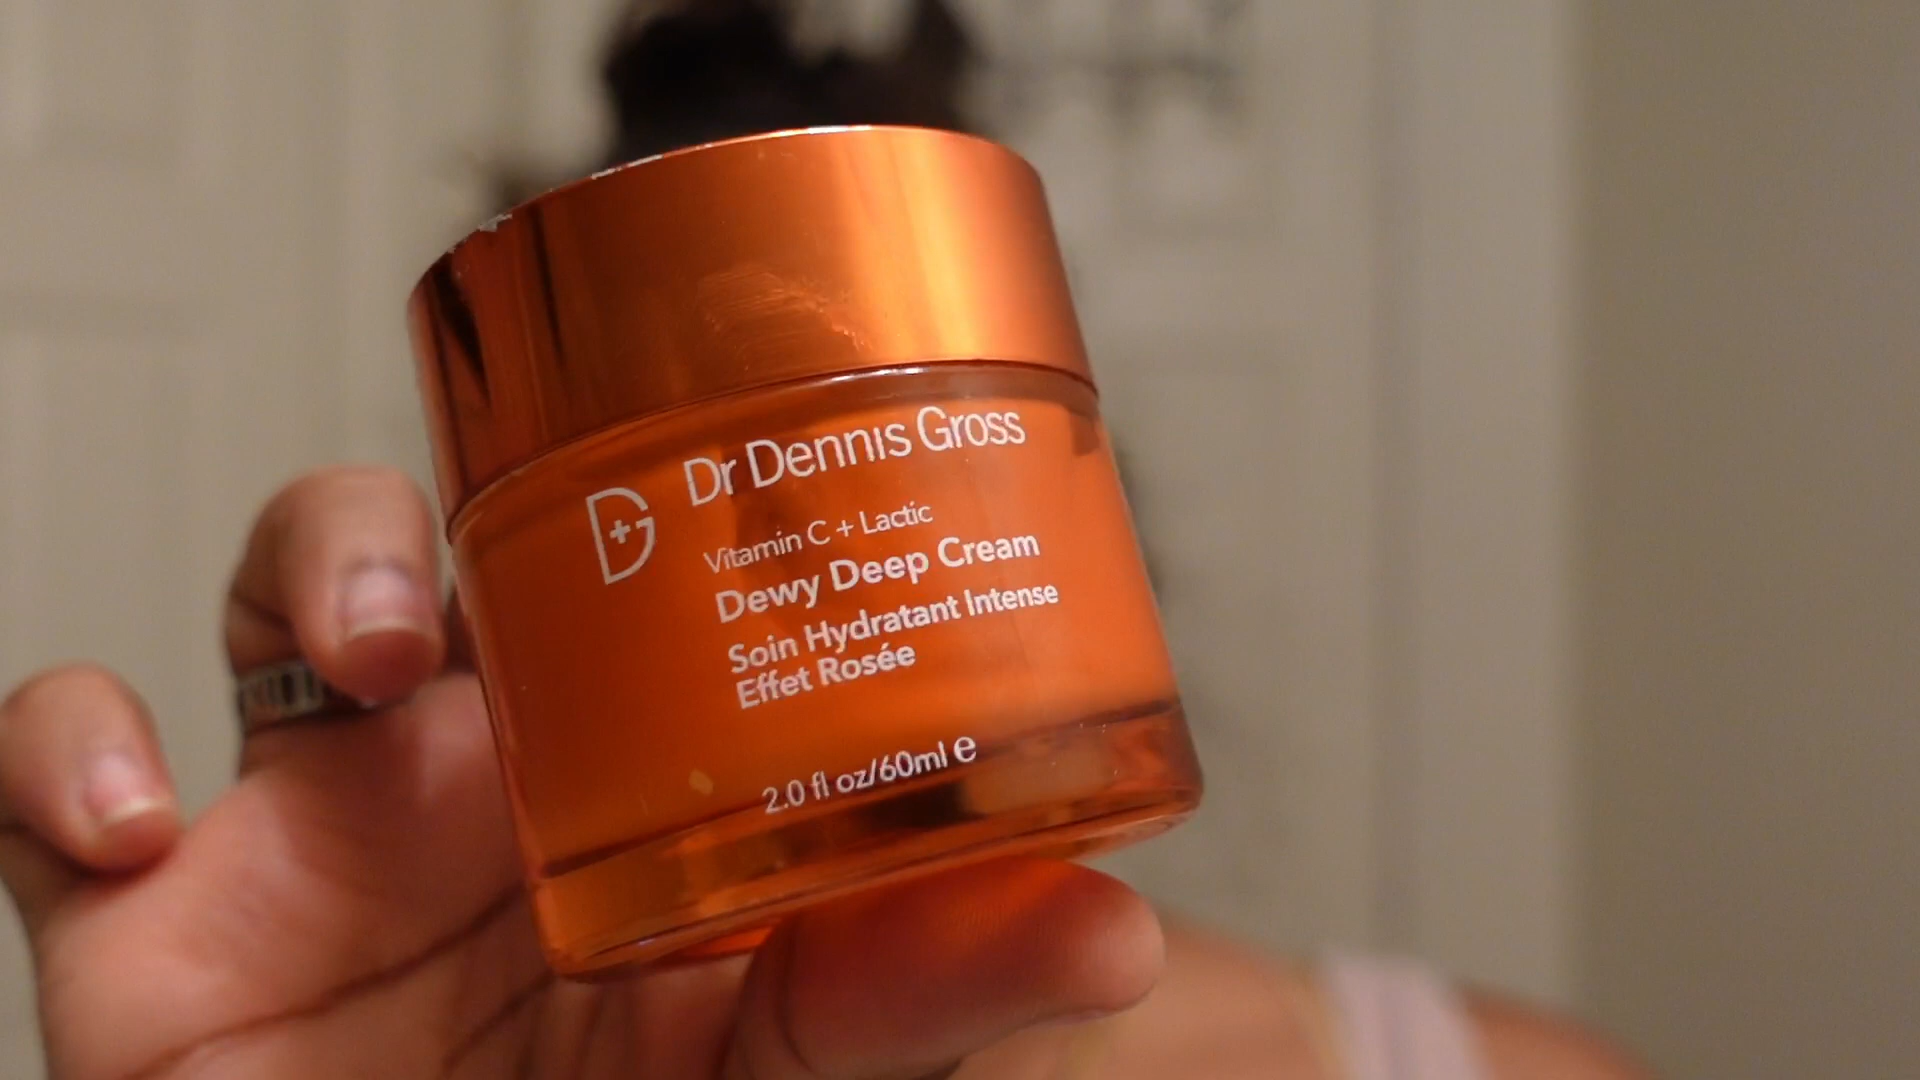 Dr Dennis Gross
Vitamin C + Lactic
Dewy Deep Cream
Soin Hydratant Intense
Effet Rosée
2.0 fl oz/60ml ℮